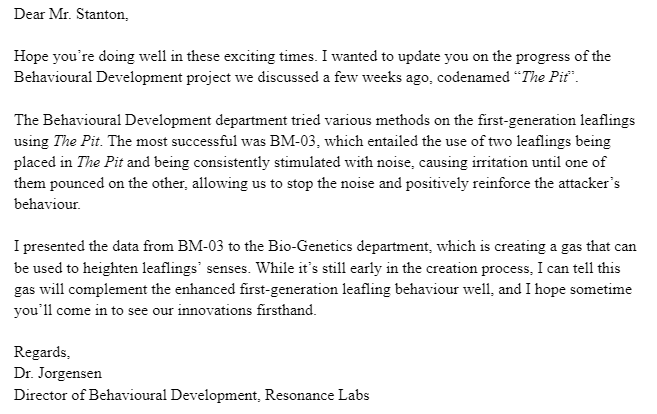 Dear Mr. Stanton,
Hope you’re doing well in these exciting times. I wanted to update you on the progress of the
Behavioural Development project we discussed a few weeks ago, codenamed “The Pit”.
The Behavioural Development department tried various methods on the first-generation leaflings
using The Pit. The most successful was BM-03, which entailed the use of two leaflings being
placed in The Pit and being consistently stimulated with noise, causing irritation until one of
them pounced on the other, allowing us to stop the noise and positively reinforce the attacker’s
behaviour.
I presented the data from BM-03 to the Bio-Genetics department, which is creating a gas that can
be used to heighten leaflings’ senses. While it’s still early in the creation process, I can tell this
gas will complement the enhanced first-generation leafling behaviour well, and I hope sometime
you’ll come in to see our innovations firsthand.
Regards,
Dr. Jorgensen
Director of Behavioural Development, Resonance Labs